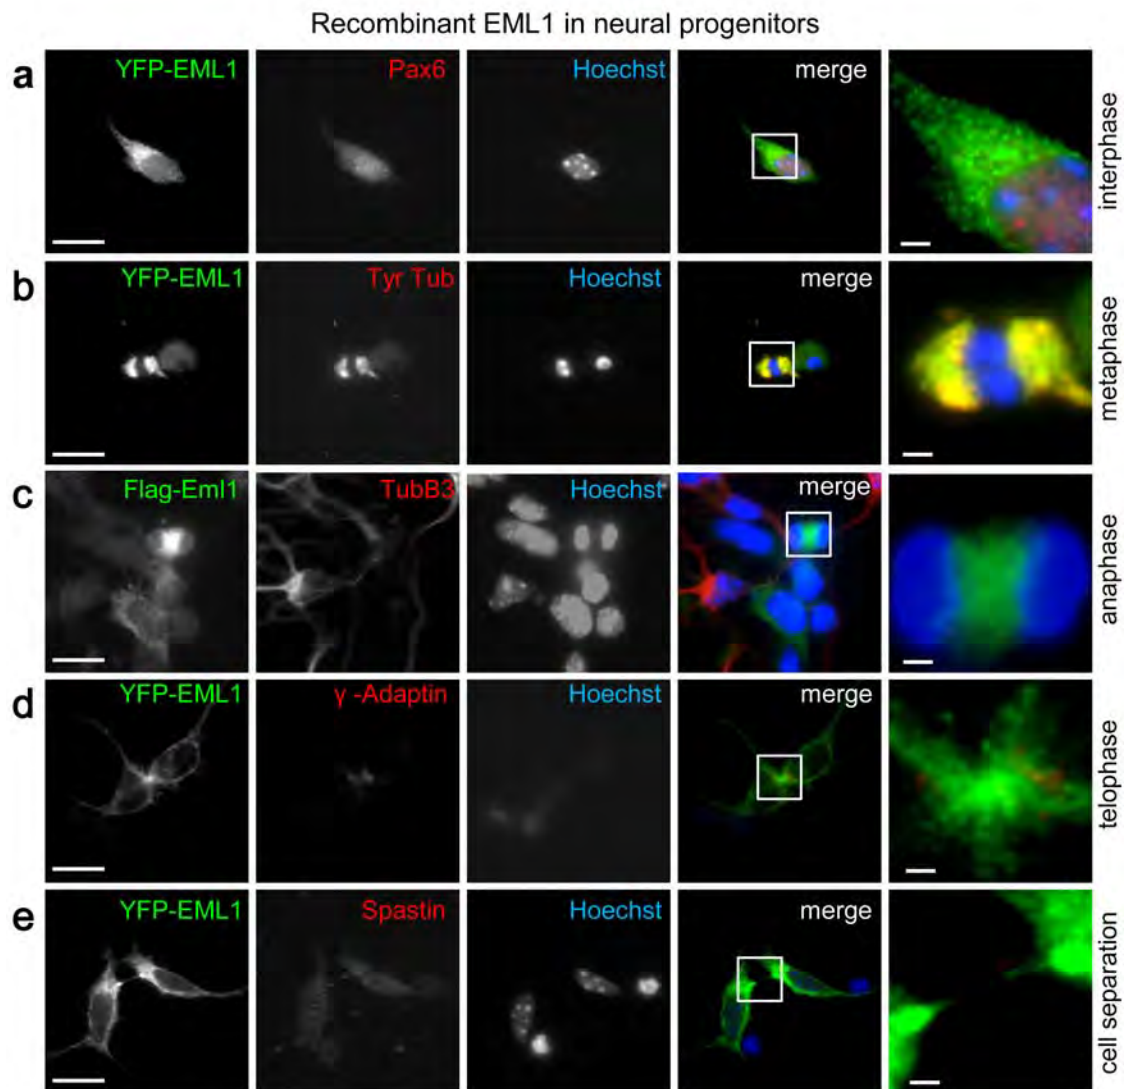 Recombinant EML1 in neural progenitors
a YFP-EML1 Pax6 Hoechst merge interphase
b YFP-EML1 Tyr Tub Hoechst merge metaphase
c Flag-Eml1 TubB3 Hoechst merge anaphase
d YFP-EML1 γ -Adaptin Hoechst merge telophase
e YFP-EML1 Spastin Hoechst merge cell separation